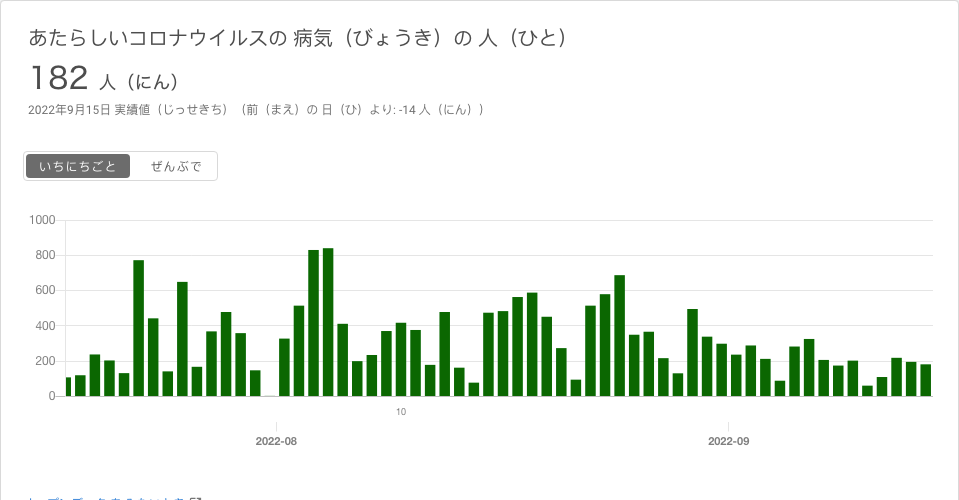 あたらしいコロナウイルスの 病気（びょうき）の 人（ひと）
182 人（にん）
2022年9月15日 実績値（じっせきち）（前（まえ）の 日（ひ）より: -14 人（にん））
いちにちごと ぜんぶで
1000
800
600
400
200
0
10
2022-08 2022-09